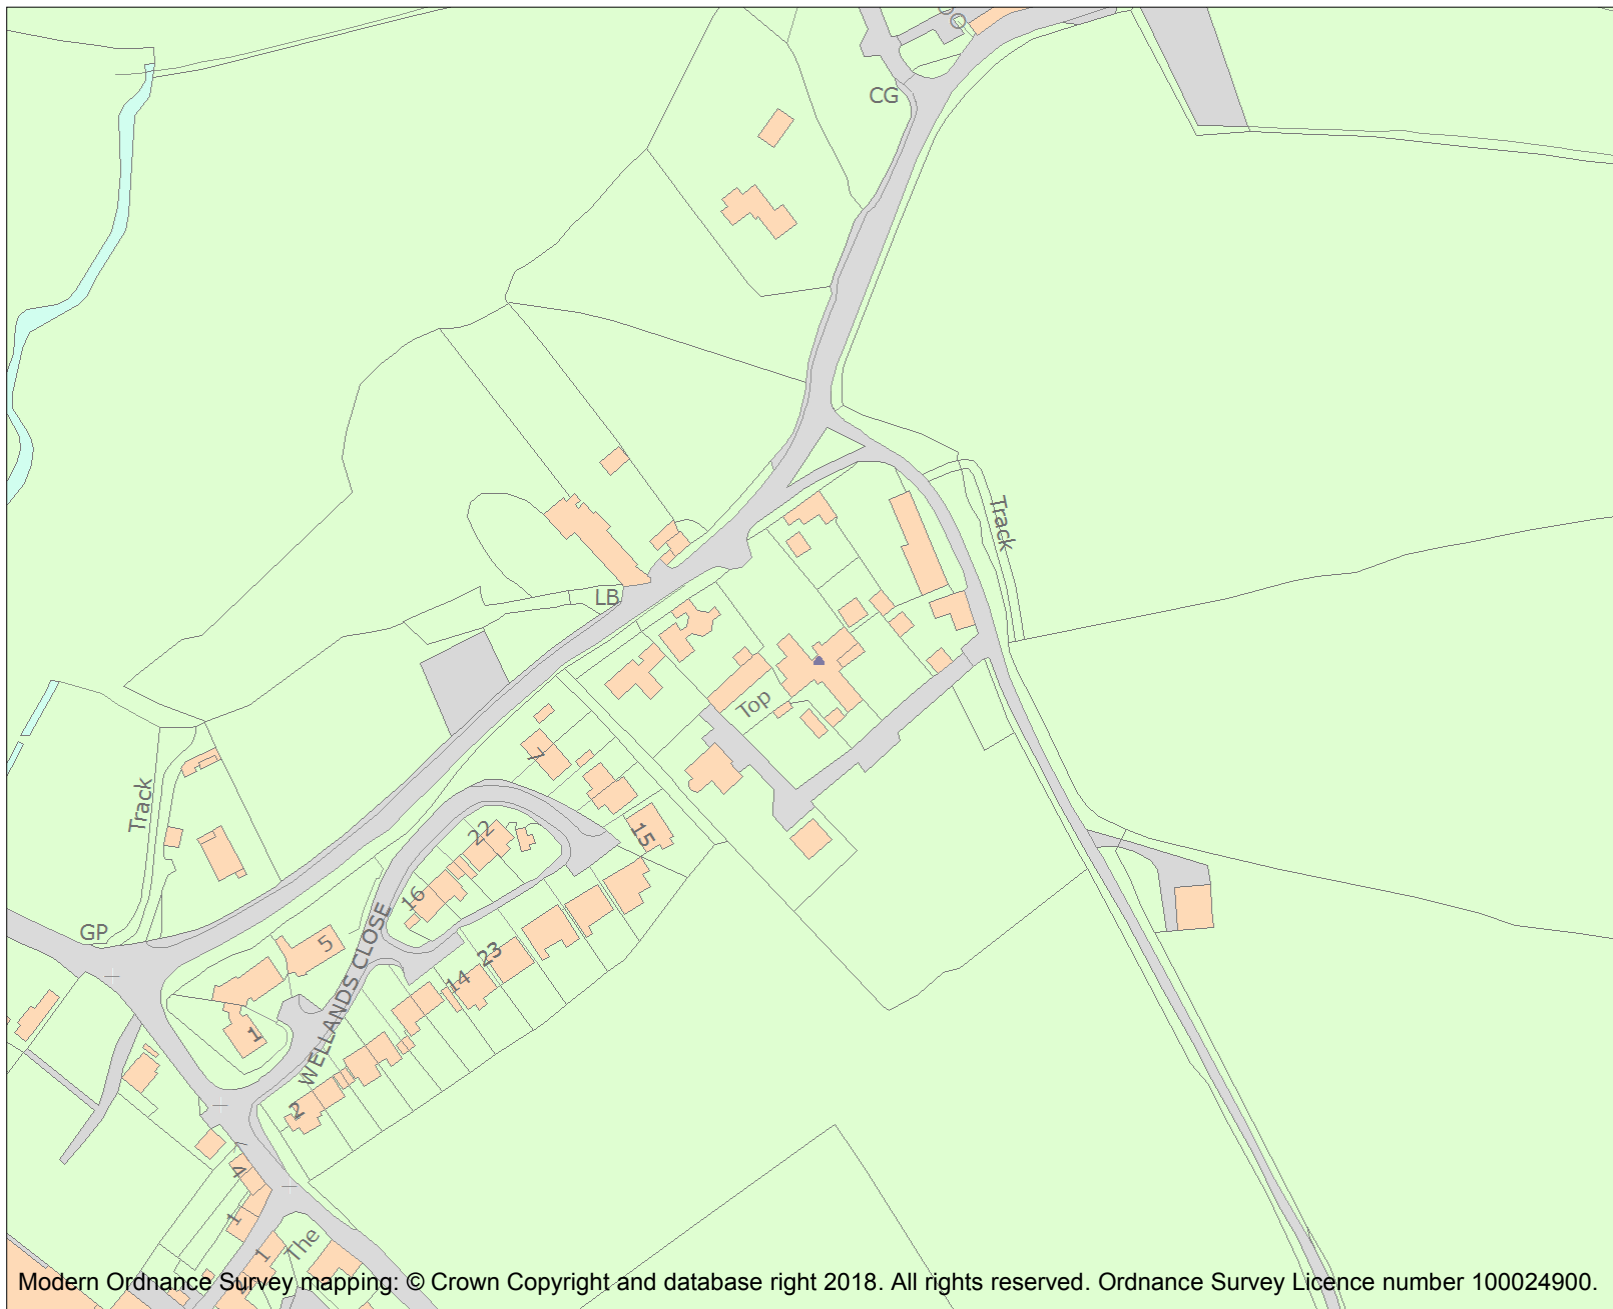 CG
Track
LB
Top
7
Track
22
15
16
GP
5
23
14
WELLANDS CLOSE
1
2
4
1
1
The
Modern Ordnance Survey mapping: © Crown Copyright and database right 2018. All rights reserved. Ordnance Survey Licence number 100024900.